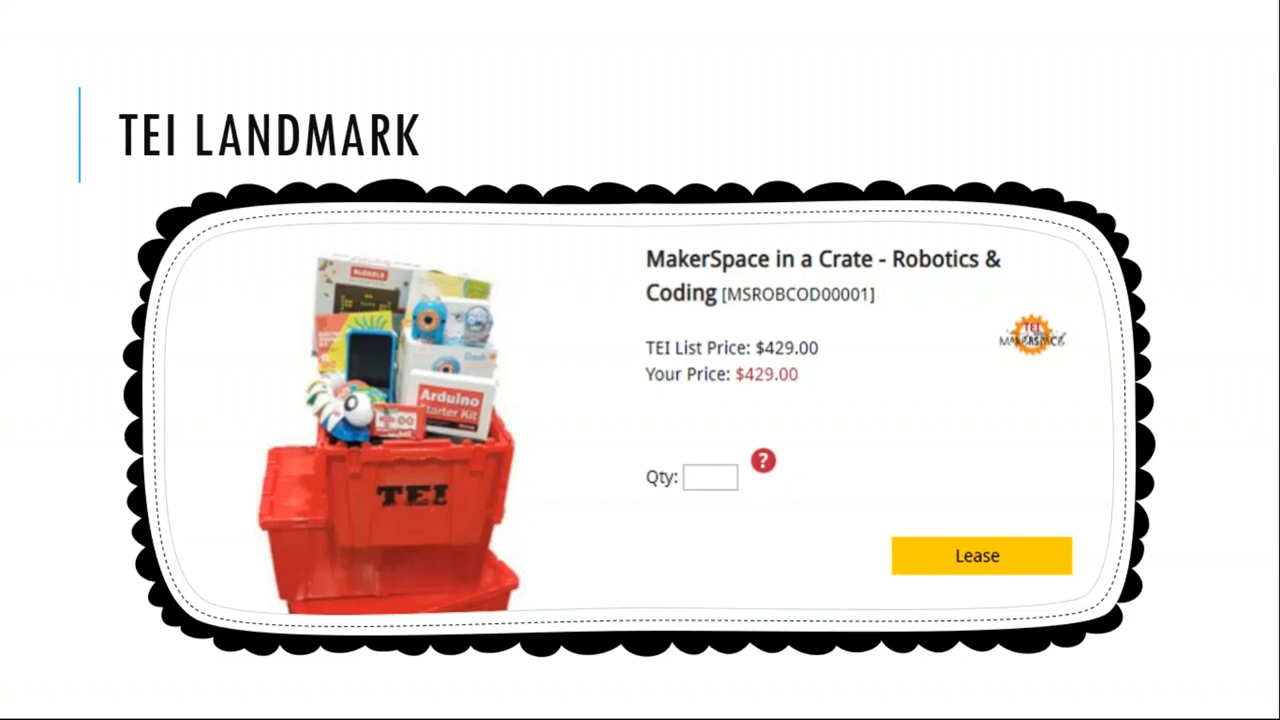 TEI LANDMARK
MakerSpace in a Crate - Robotics &
Coding [MSROBCOD00001]
TEI
MAKERSPACE
TEI List Price: $429.00
Your Price: $429.00
Dash
Arduino
Starter Kit
TEI
Qty:
?
Lease